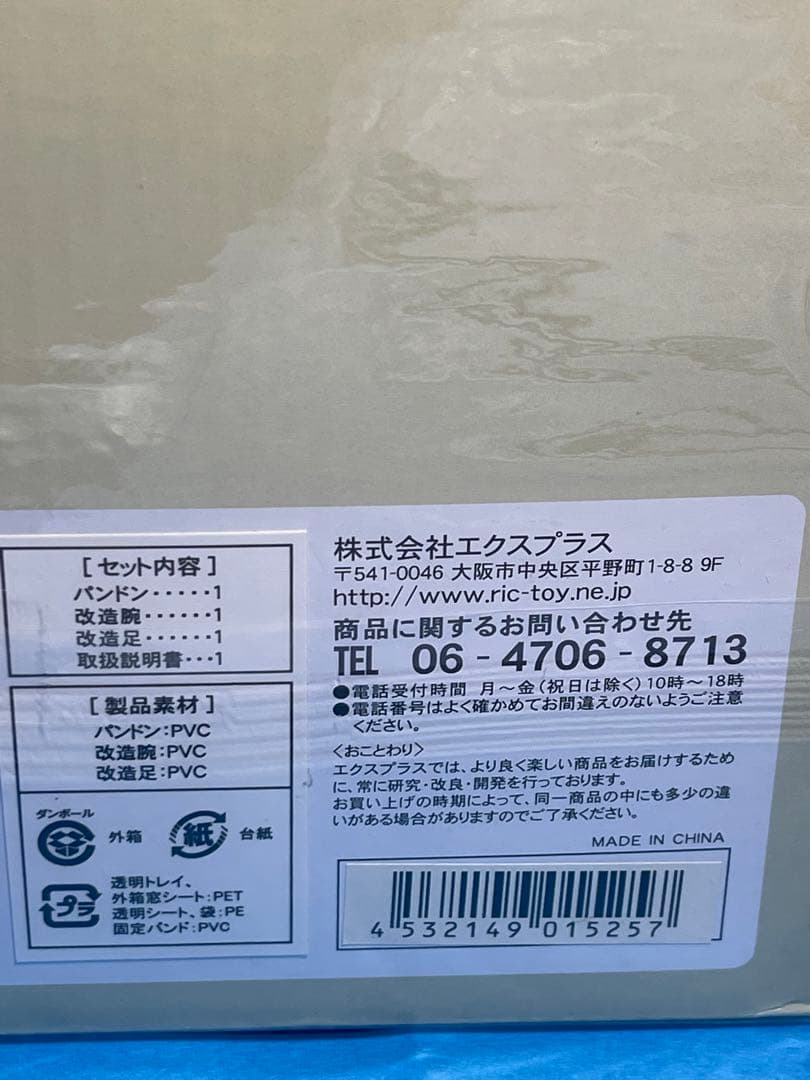 [セット内容]
パンドン・・・・・1
改造腕・・・・・・1
改造足・・・・・・1
取扱説明書・・・1
[製品素材]
パンドン:PVC
改造腕:PVC
改造足:PVC
ダンボール
外箱
紙
台紙
プラ
透明トレイ、
外箱窓シート:PET
透明シート、袋:PE
固定バンド:PVC
株式会社エクスプラス
〒541-0046 大阪市中央区平野町1-8-8 9F
http://www.ric-toy.ne.jp
商品に関するお問い合わせ先
TEL 06-4706-8713
●電話受付時間 月～金(祝日は除く)10時～18時
●電話番号はよく確かめてお間違えのないようご注意
ください。
〈おことわり〉
エクスプラスでは、より良く楽しい商品をお届けするため
に、常に研究・改良・開発を行っております。
お買い上げの時期によって、同一商品の中にも多少の違
いがある場合がありますのでご了承ください。
MADE IN CHINA
4 532149 015257